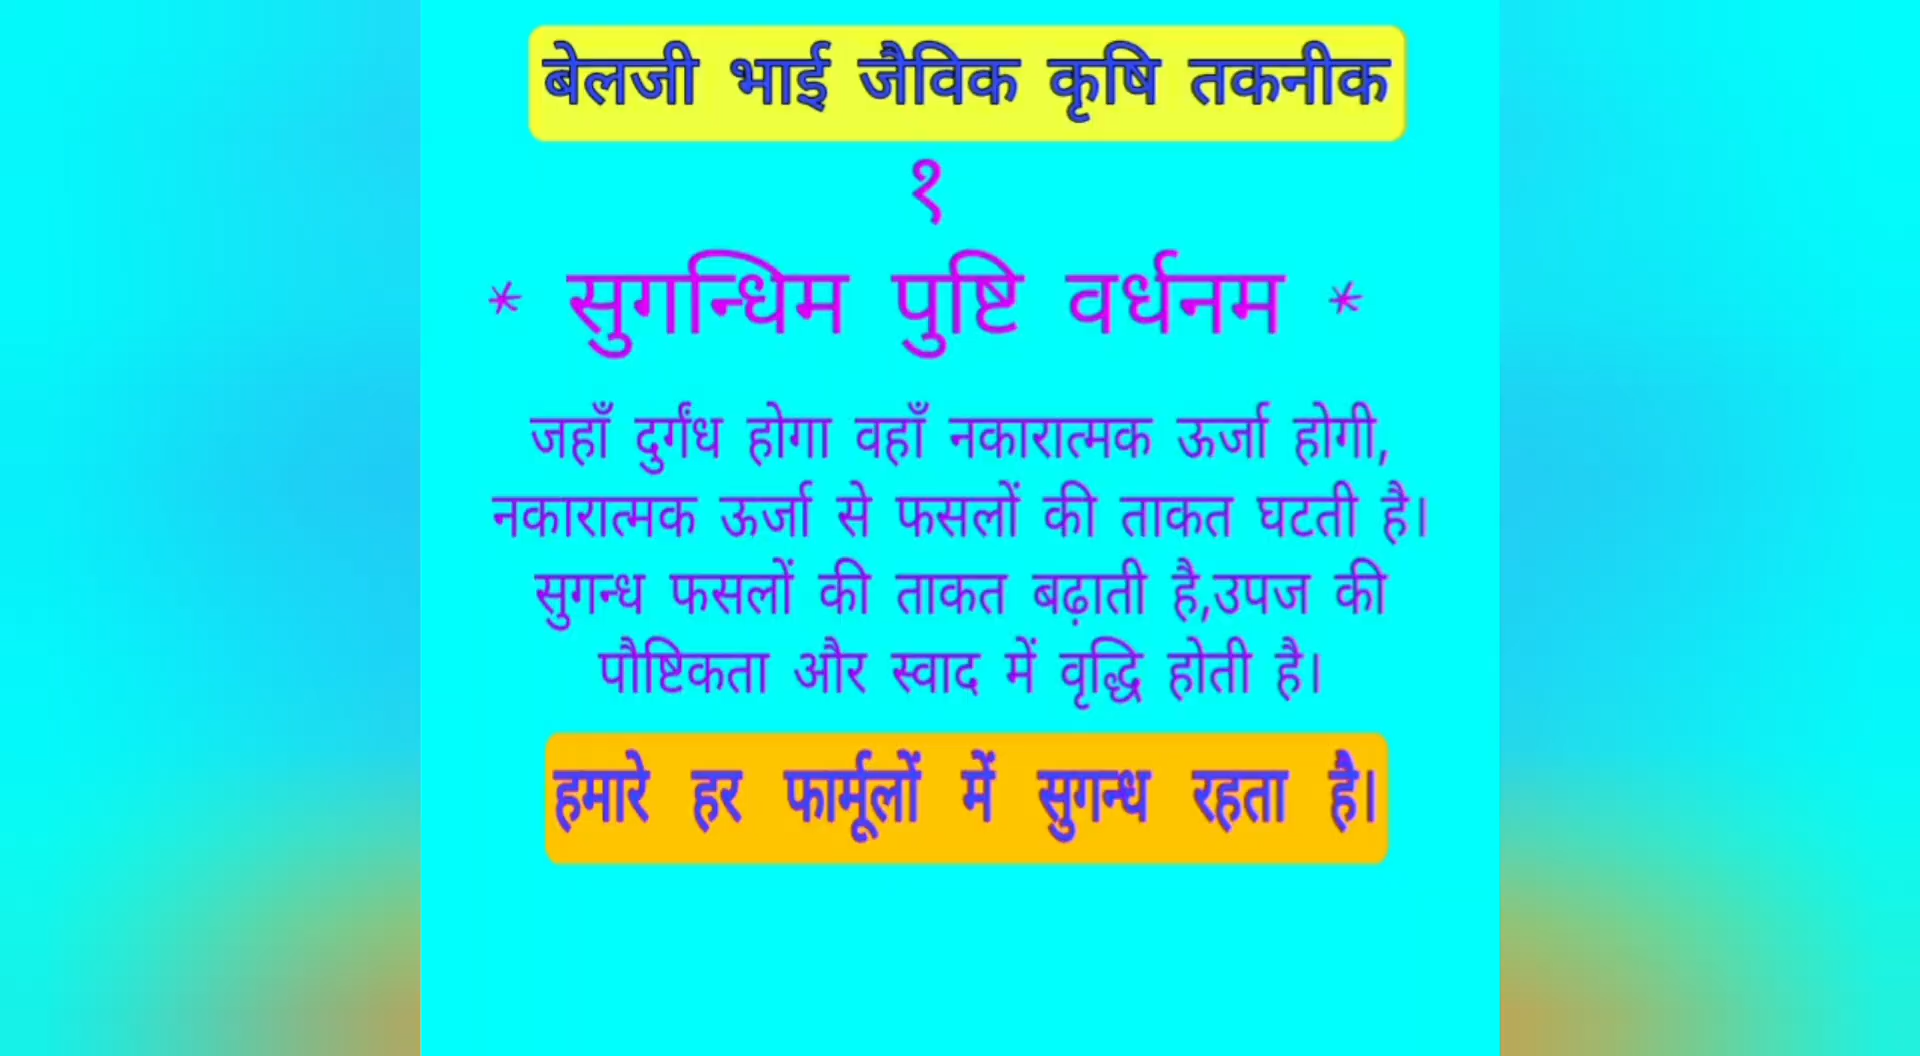 बेलजी भाई जैविक कृषि तकनीक
१
* सुगन्धिम पुष्टि वर्धनम *
जहाँ दुर्गंध होगा वहाँ नकारात्मक ऊर्जा होगी,
नकारात्मक ऊर्जा से फसलों की ताकत घटती है।
सुगन्ध फसलों की ताकत बढ़ाती है,उपज की
पौष्टिकता और स्वाद में वृद्धि होती है।
हमारे हर फार्मूलों में सुगन्ध रहता है।